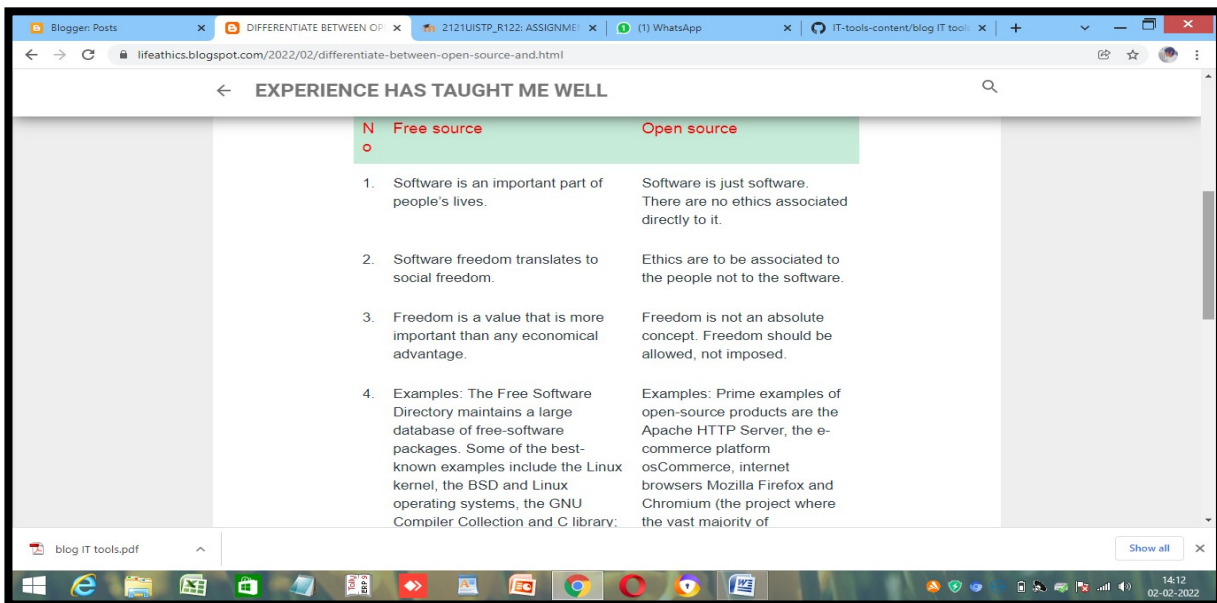 Blogger: Posts
DIFFERENTIATE BETWEEN OP
2121UISTP_R122: ASSIGNME
(1) WhatsApp
IT-tools-content/blog IT tool
lifeathics.blogspot.com/2022/02/differentiate-between-open-source-and.html
EXPERIENCE HAS TAUGHT ME WELL
N Free source Open source
o
1. Software is an important part of Software is just software.
people's lives. There are no ethics associated
directly to it.
2. Software freedom translates to Ethics are to be associated to
social freedom. the people not to the software.
3. Freedom is a value that is more Freedom is not an absolute
important than any economical concept. Freedom should be
advantage. allowed, not imposed.
4. Examples: The Free Software Examples: Prime examples of
Directory maintains a large open-source products are the
database of free-software Apache HTTP Server, the e-
packages. Some of the best- commerce platform
known examples include the Linux osCommerce, internet
kernel, the BSD and Linux browsers Mozilla Firefox and
operating systems, the GNU Chromium (the project where
Compiler Collection and C library; the vast majority of
blog IT tools.pdf
Show all
Tally ERP 9
14:12
02-02-2022